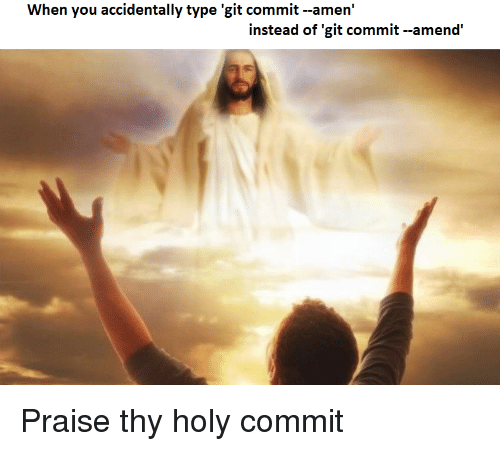 When you accidentally type 'git commit --amen'
instead of 'git commit --amend'
Praise thy holy commit